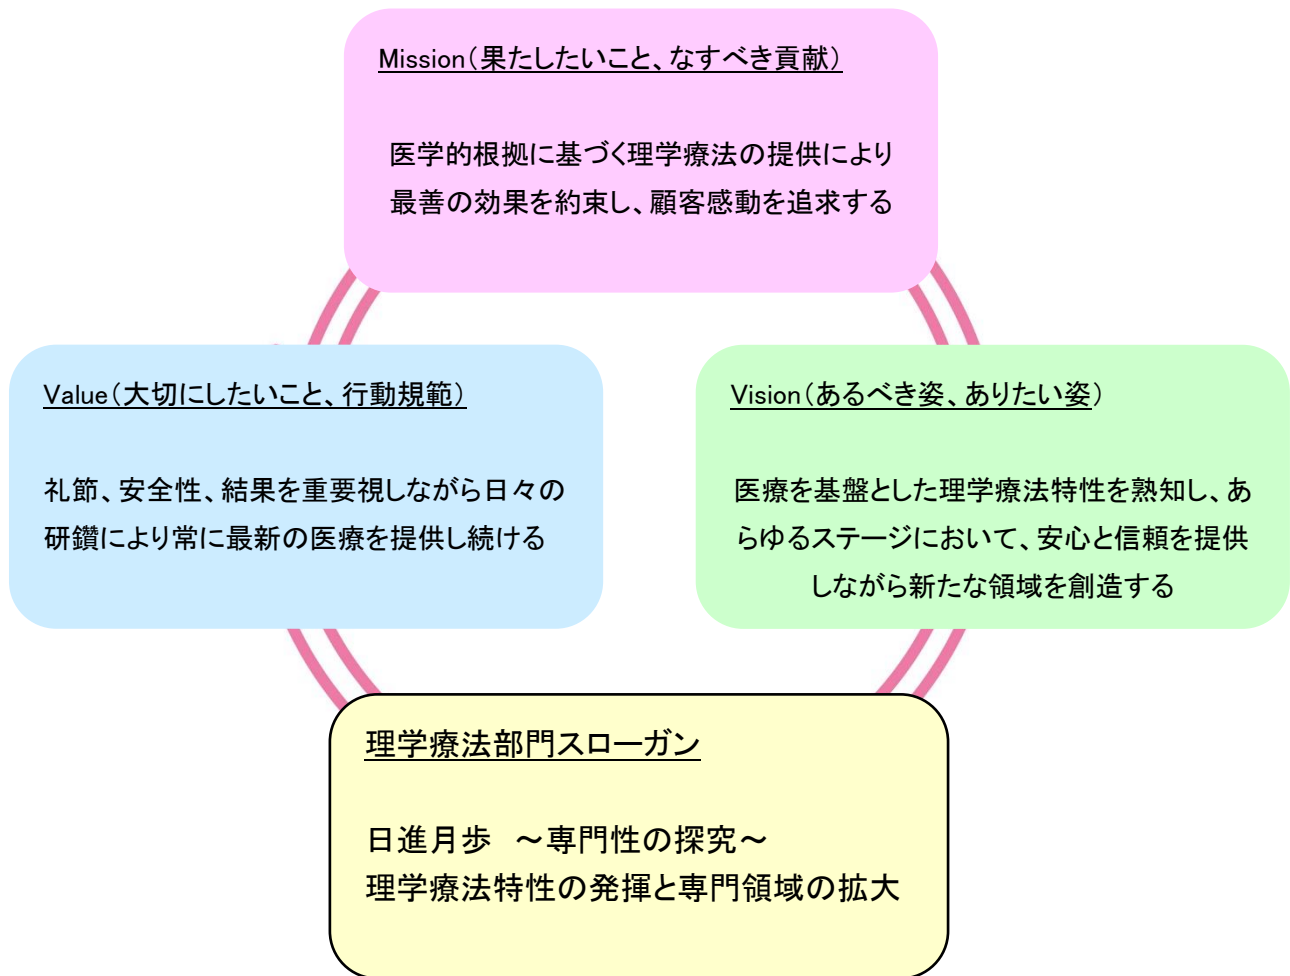 Mission（果たしたいこと、なすべき貢献）
医学的根拠に基づく理学療法の提供により
最善の効果を約束し、顧客感動を追求する
Value（大切にしたいこと、行動規範）
礼節、安全性、結果を重要視しながら日々の
研鑽により常に最新の医療を提供し続ける
Vision（あるべき姿、ありたい姿）
医療を基盤とした理学療法特性を熟知し、あ
らゆるステージにおいて、安心と信頼を提供
しながら新たな領域を創造する
理学療法部門スローガン
日進月歩　～専門性の探究～
理学療法特性の発揮と専門領域の拡大